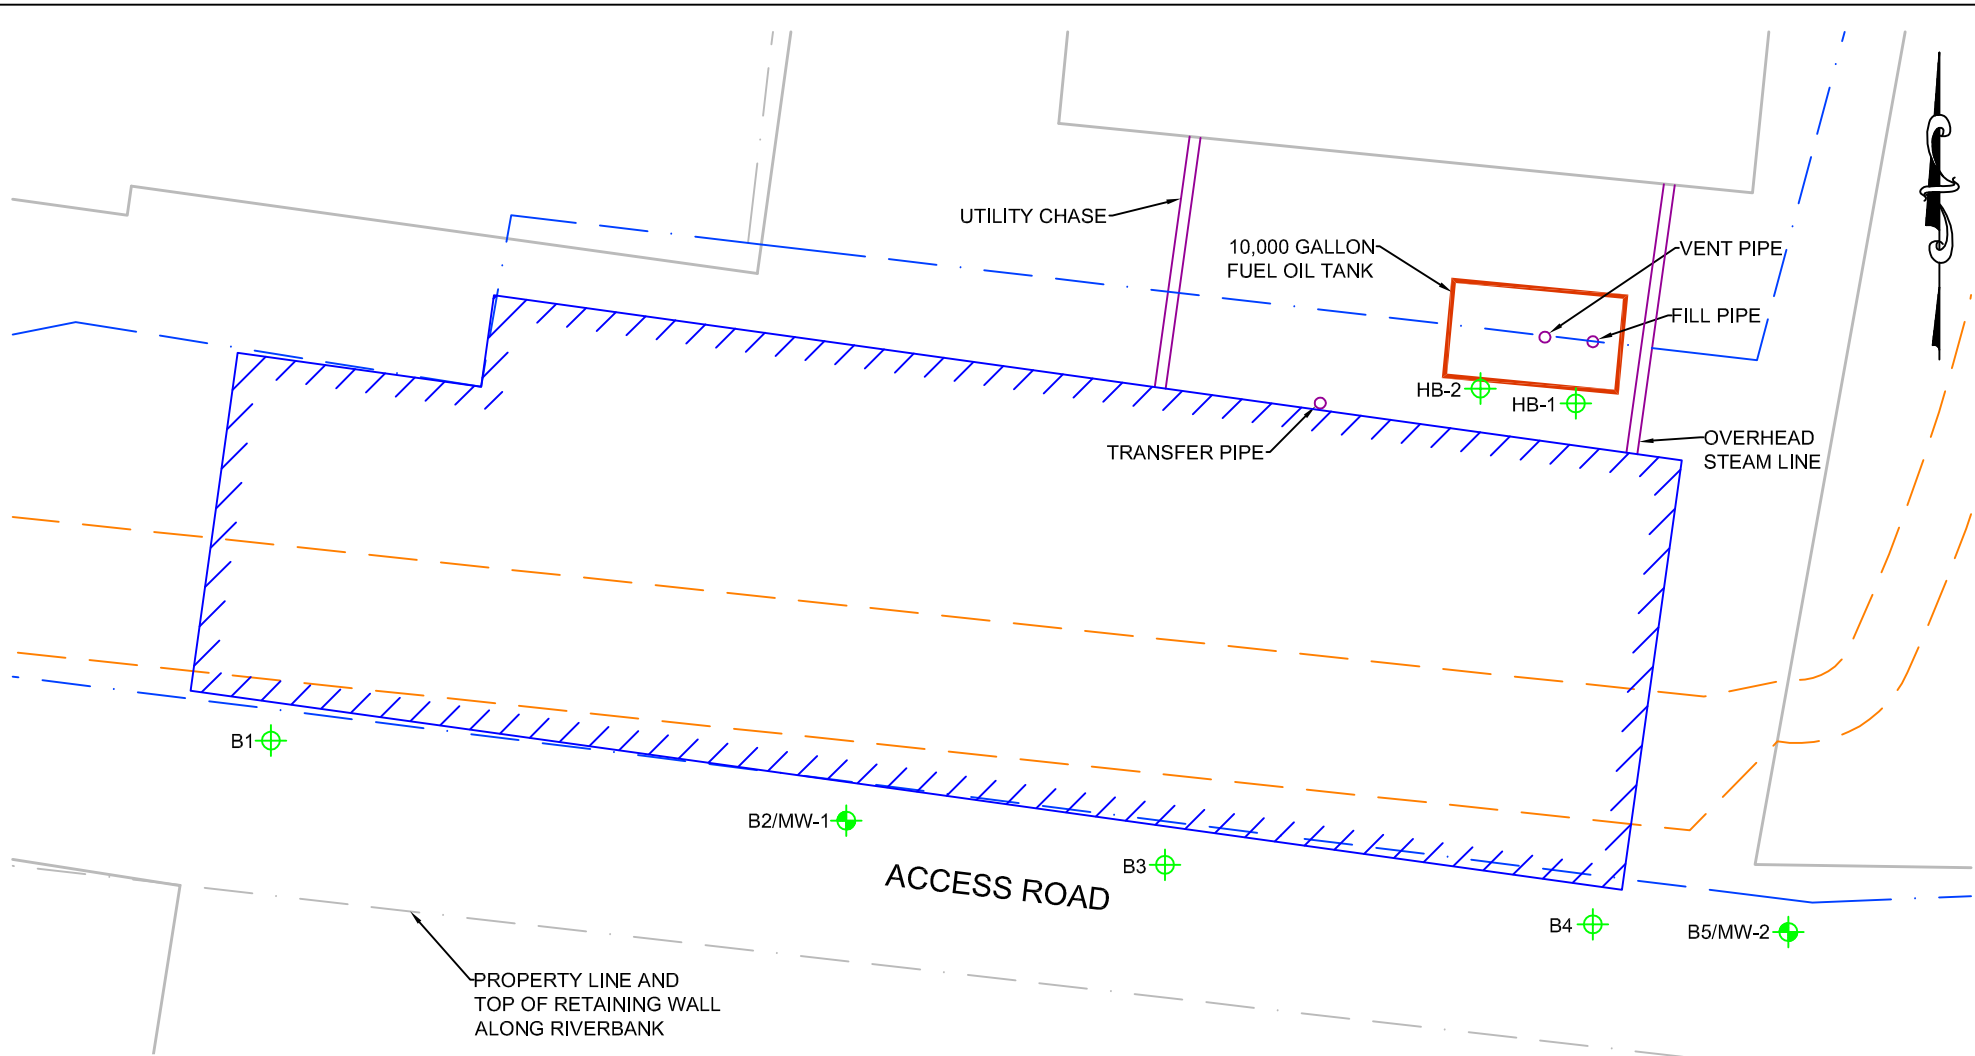 UTILITY CHASE
10,000 GALLON
FUEL OIL TANK
VENT PIPE
FILL PIPE
HB-2
HB-1
TRANSFER PIPE
OVERHEAD
STEAM LINE
B1
B2/MW-1
B3
ACCESS ROAD
B4
B5/MW-2
PROPERTY LINE AND
TOP OF RETAINING WALL
ALONG RIVERBANK